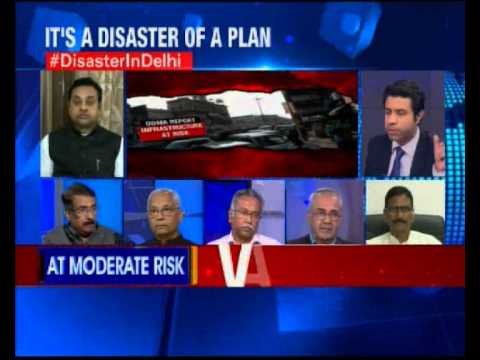 IT'S A DISASTER OF A PLAN
#DisasterInDelhi
DDMA REPORT
INFRASTRUCTURE
AT RISK
AT MODERATE RISK